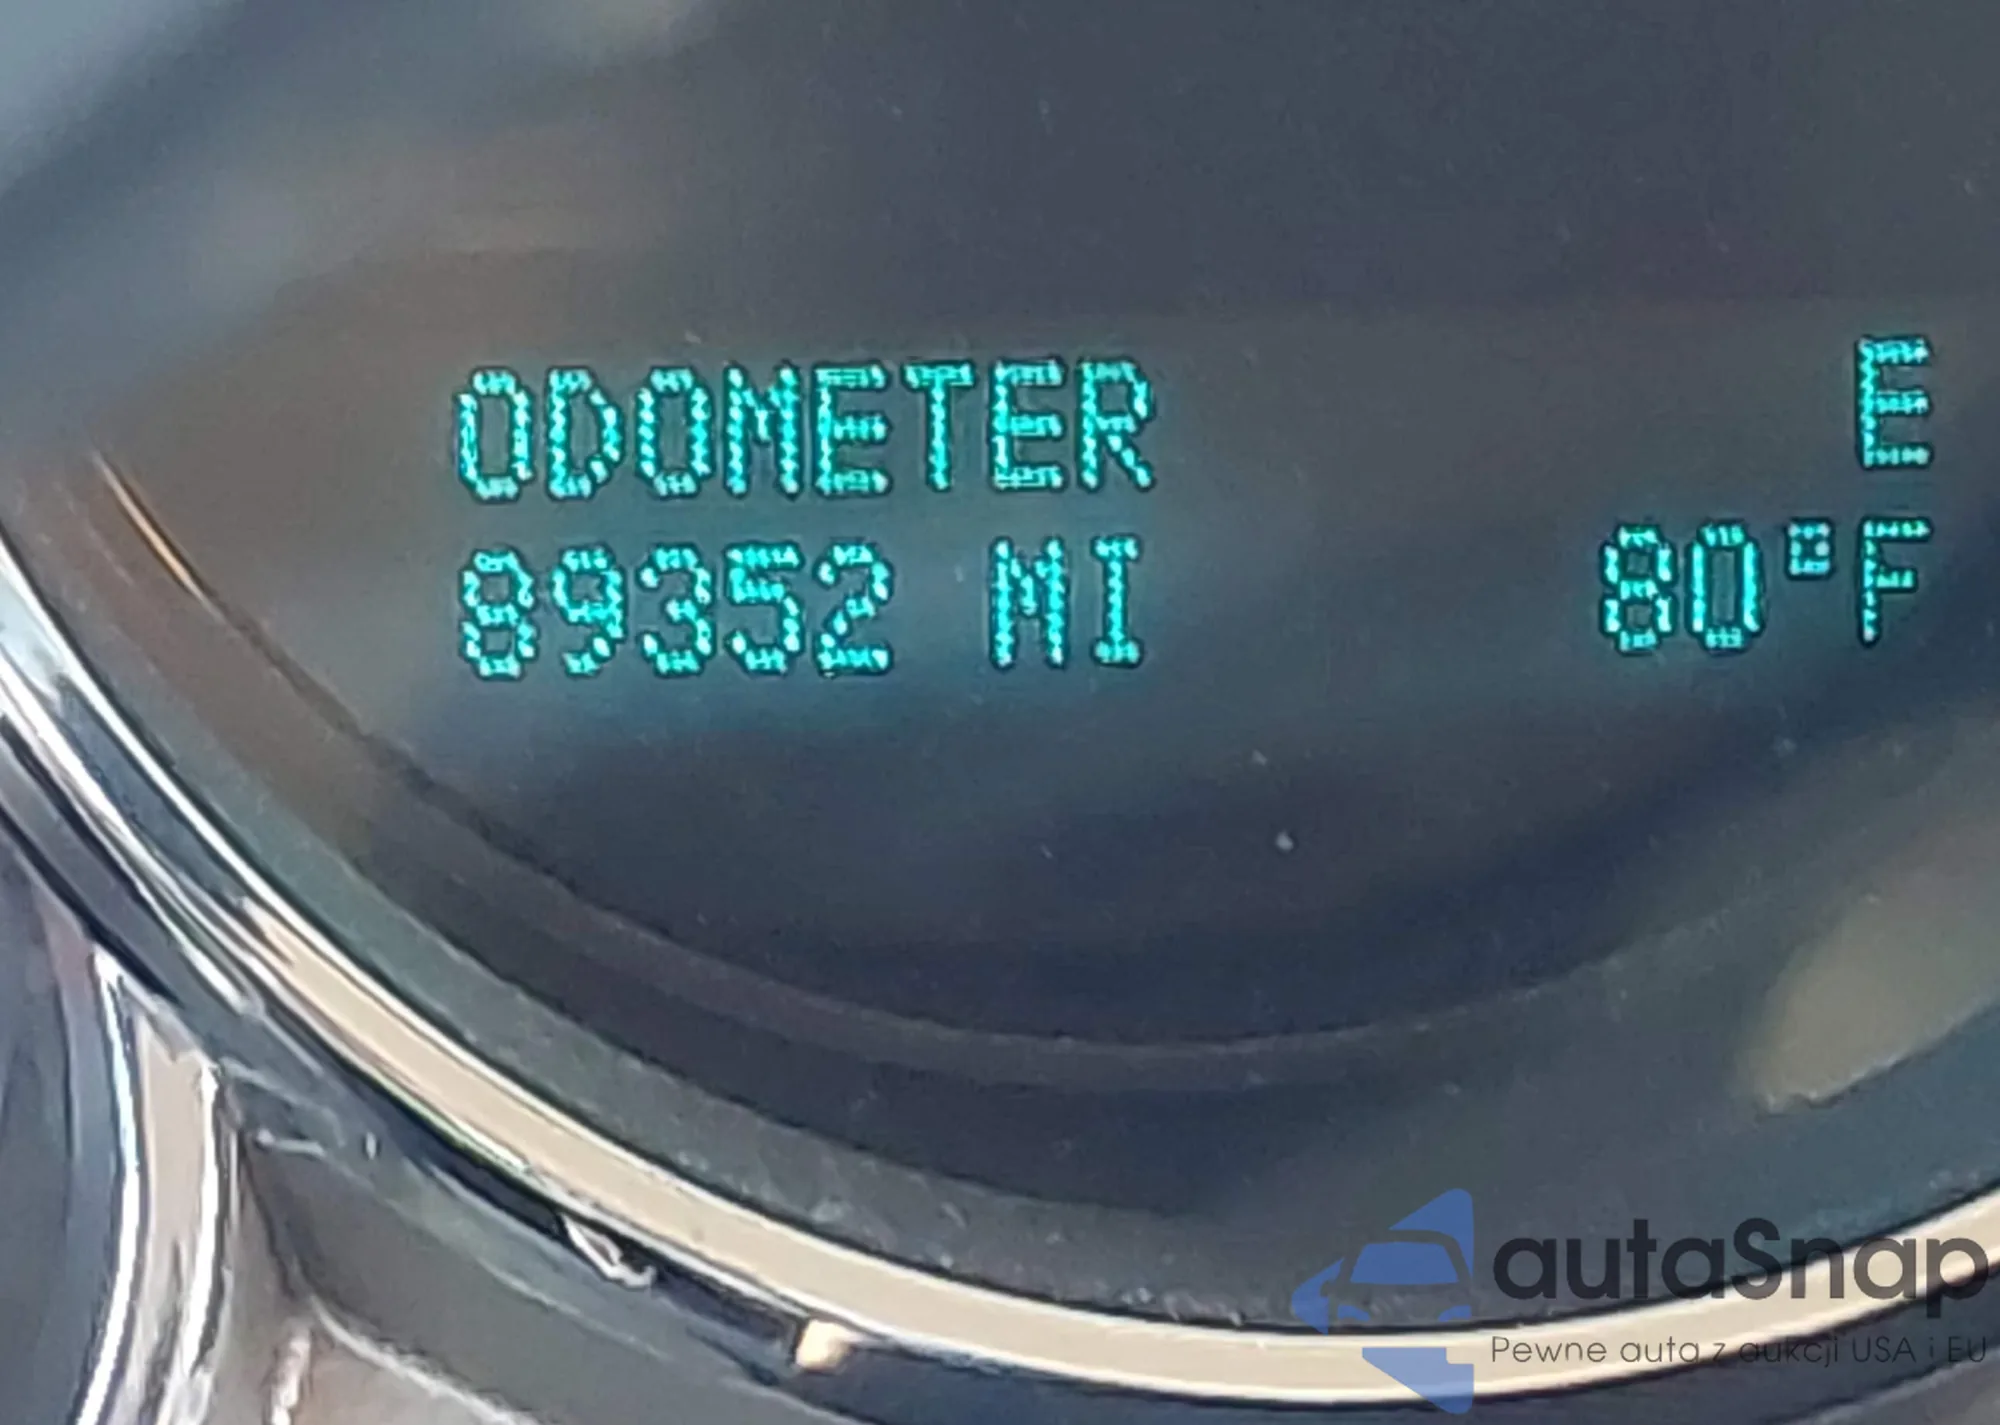 ODOMETER E
89352 MI 80°F
autaSnap
Pewne auta z aukcji USA i EU